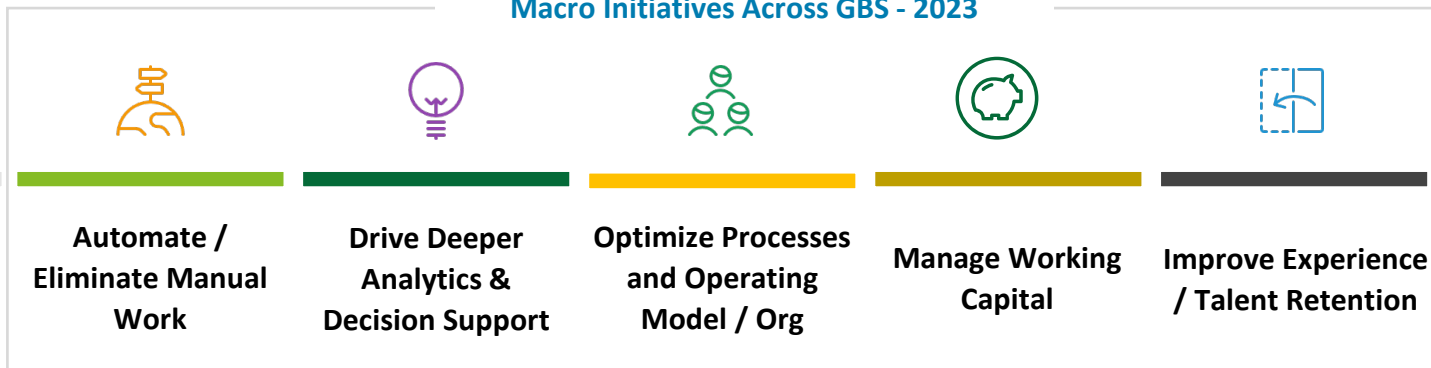 Macro Initiatives Across GBS - 2023
Automate /
Eliminate Manual
Work
Drive Deeper
Analytics &
Decision Support
Optimize Processes
and Operating
Model / Org
Manage Working
Capital
Improve Experience
/ Talent Retention